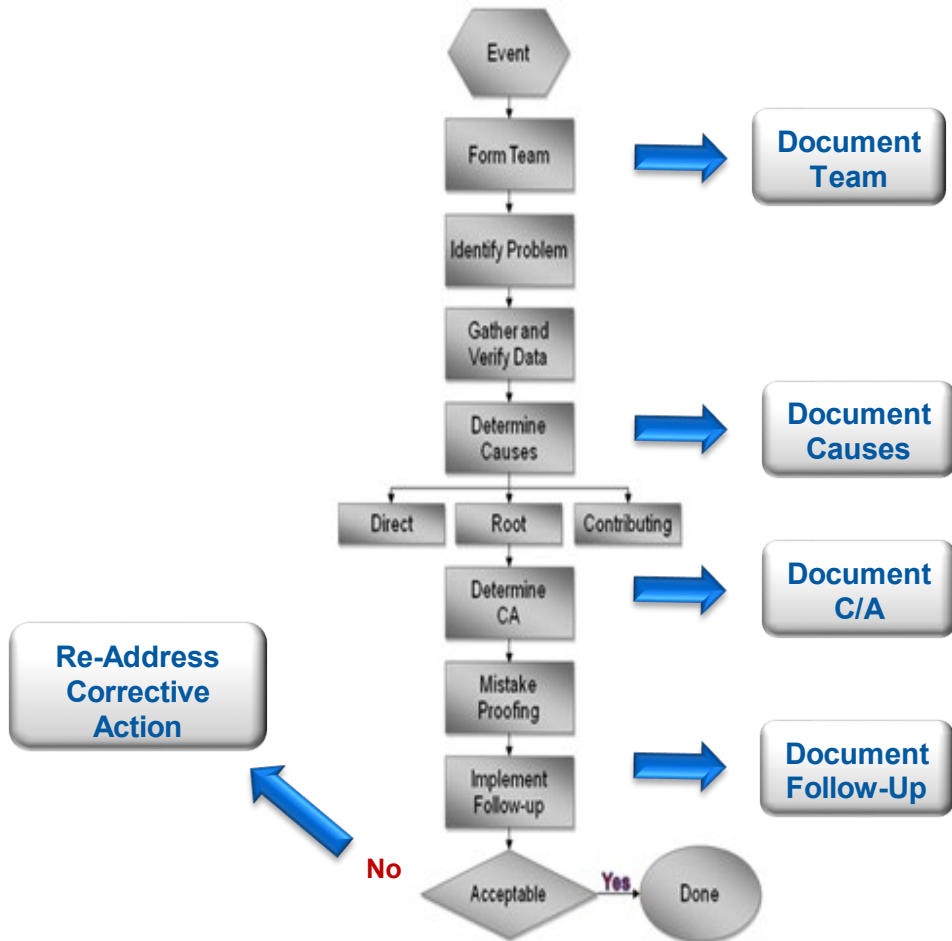 Event
Form Team
Document
Team
Identify Problem
Gather and
Verify Data
Determine
Causes
Document
Causes
Direct
Root
Contributing
Determine
CA
Document
C/A
Re-Address
Corrective
Action
Mistake
Proofing
Implement
Follow-up
Document
Follow-Up
No
Acceptable
Yes
Done